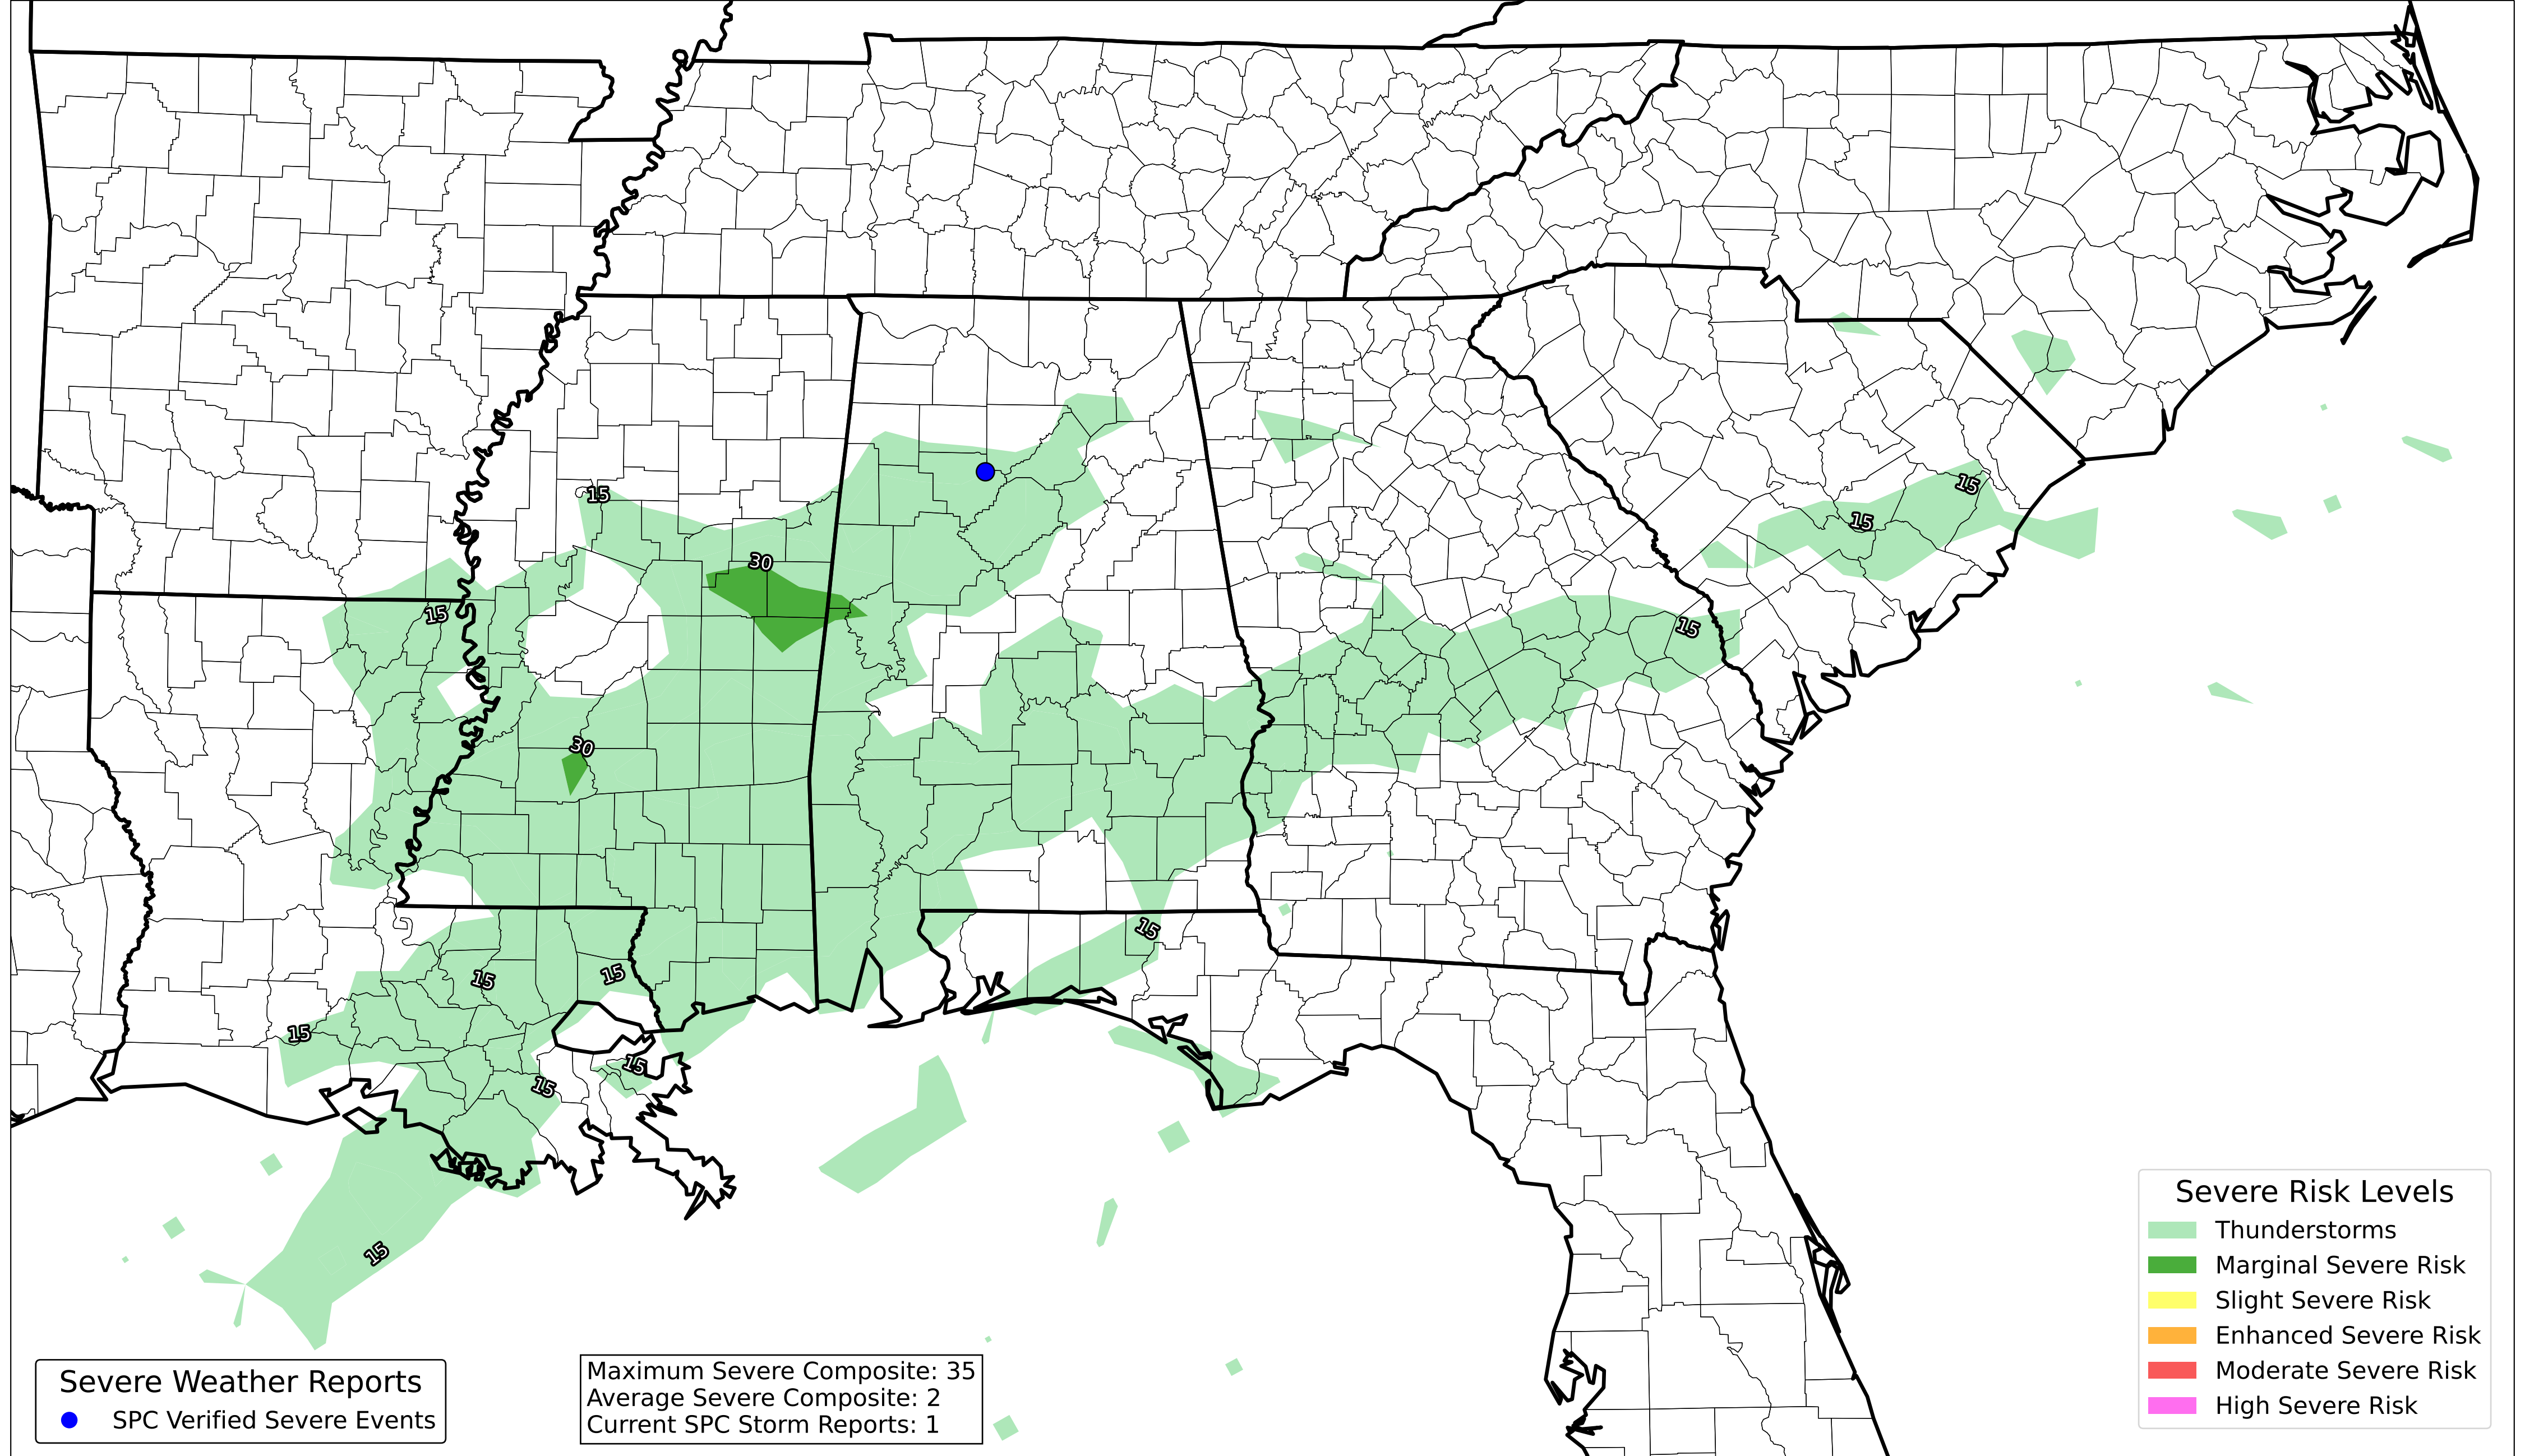 15
30
15
15
15
15
30
15
15
15
15
15
15
15
Severe Risk Levels
Thunderstorms
Marginal Severe Risk
Slight Severe Risk
Enhanced Severe Risk
Moderate Severe Risk
High Severe Risk
Severe Weather Reports
SPC Verified Severe Events
Maximum Severe Composite: 35
Average Severe Composite: 2
Current SPC Storm Reports: 1